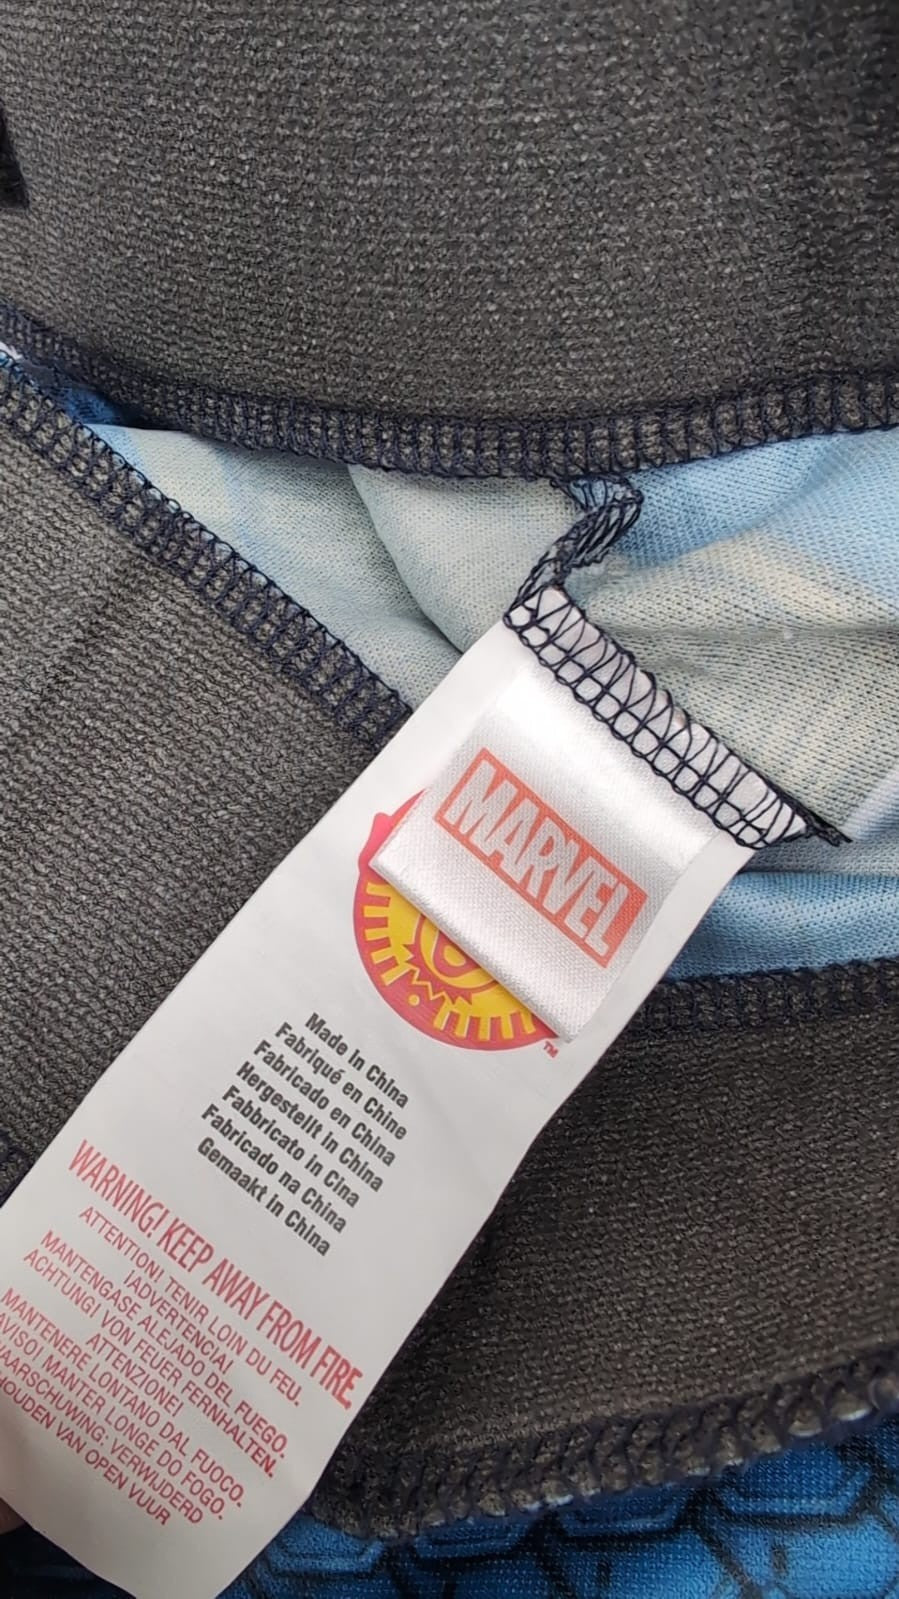 MARVEL
TM
Made in China
Fabriqué en Chine
Fabricado en China
Hergestellt in China
Fabbricato in Cina
Fabricado na China
Gemaakt in China
WARNING! KEEP AWAY FROM FIRE.
ATTENTION! TENIR LOIN DU FEU.
¡ADVERTENCIA!
MANTENGASE ALEJADO DEL FUEGO.
ACHTUNG! VON FEUER FERNHALTEN.
ATTENZIONE!
MANTENERE LONTANO DAL FUOCO.
AVISO! MANTER LONGE DO FOGO.
VERWIJDERD
VAN OPEN VUUR